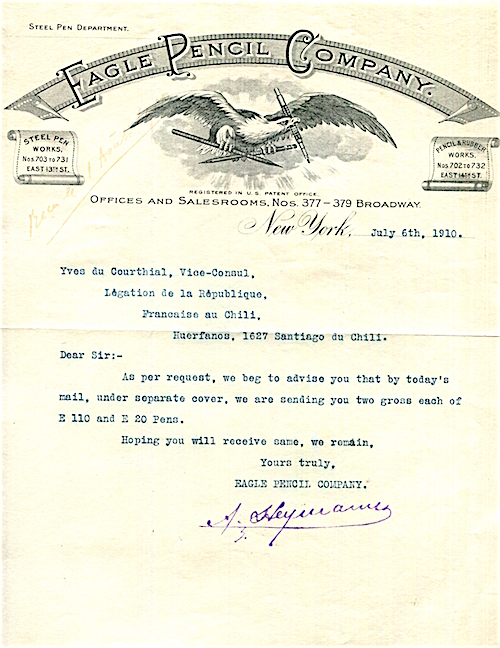 STEEL PEN DEPARTMENT.
EAGLE PENCIL COMPANY.
STEEL PEN
WORKS.
NOS. 703 TO 731
EAST 13TH ST.
PENCIL & RUBBER
WORKS.
NOS. 702 TO 732
EAST 14TH ST.
REGISTERED IN U.S. PATENT OFFICE.
OFFICES AND SALESROOMS, NOS. 377-379 BROADWAY.
New York, July 6th, 1910.
Yves du Courthial, Vice-Consul,
Légation de la République,
Francaise au Chili,
Huerfanos, 1627 Santiago du Chili.
Dear Sir:-
As per request, we beg to advise you that by today's
mail, under separate cover, we are sending you two gross each of
E 110 and E 20 Pens.
Hoping you will receive same, we remain,
Yours truly,
EAGLE PENCIL COMPANY.